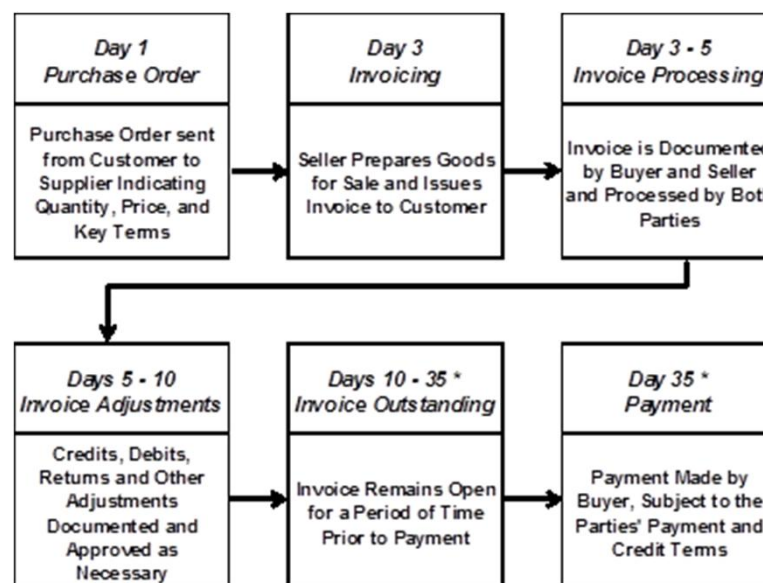 Day 1
Purchase Order
Purchase Order sent
from Customer to
Supplier Indicating
Quantity, Price, and
Key Terms
Day 3
Invoicing
Seller Prepares Goods
for Sale and Issues
Invoice to Customer
Day 3 - 5
Invoice Processing
Invoice is Documented
by Buyer and Seller
and Processed by Both
Parties
Days 5 - 10
Invoice Adjustments
Credits, Debits,
Returns and Other
Adjustments
Documented and
Approved as
Necessary
Days 10 - 35 *
Invoice Outstanding
Invoice Remains Open
for a Period of Time
Prior to Payment
Day 35 *
Payment
Payment Made by
Buyer, Subject to the
Parties' Payment and
Credit Terms